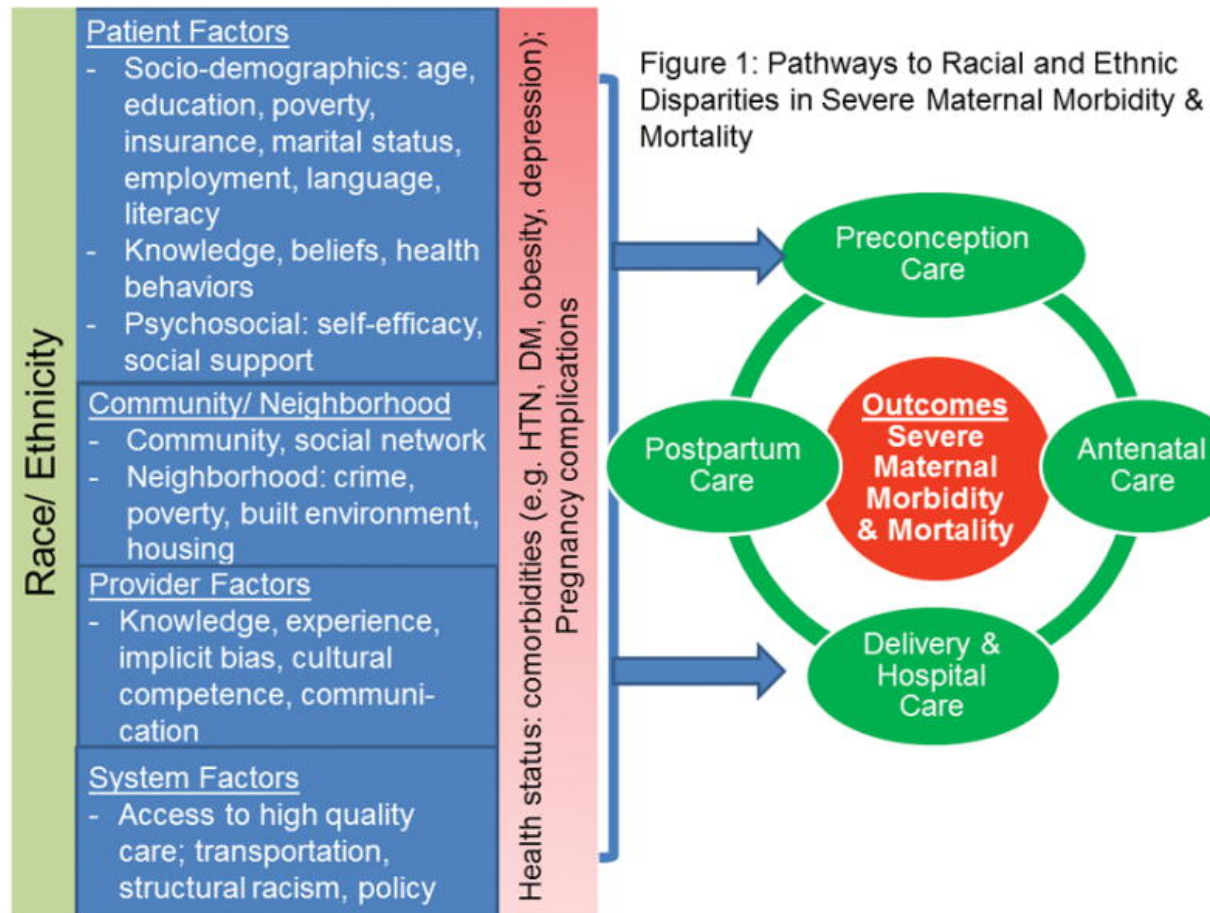 Race/ Ethnicity
Patient Factors
- Socio-demographics: age,
education, poverty,
insurance, marital status,
employment, language,
literacy
- Knowledge, beliefs, health
behaviors
- Psychosocial: self-efficacy,
social support
Community/ Neighborhood
- Community, social network
- Neighborhood: crime,
poverty, built environment,
housing
Provider Factors
- Knowledge, experience,
implicit bias, cultural
competence, communi-
cation
System Factors
- Access to high quality
care; transportation,
structural racism, policy
Health status: comorbidities (e.g. HTN, DM, obesity, depression);
Pregnancy complications
Figure 1: Pathways to Racial and Ethnic
Disparities in Severe Maternal Morbidity &
Mortality
Preconception
Care
Postpartum
Care
Outcomes
Severe
Maternal
Morbidity
& Mortality
Antenatal
Care
Delivery &
Hospital
Care